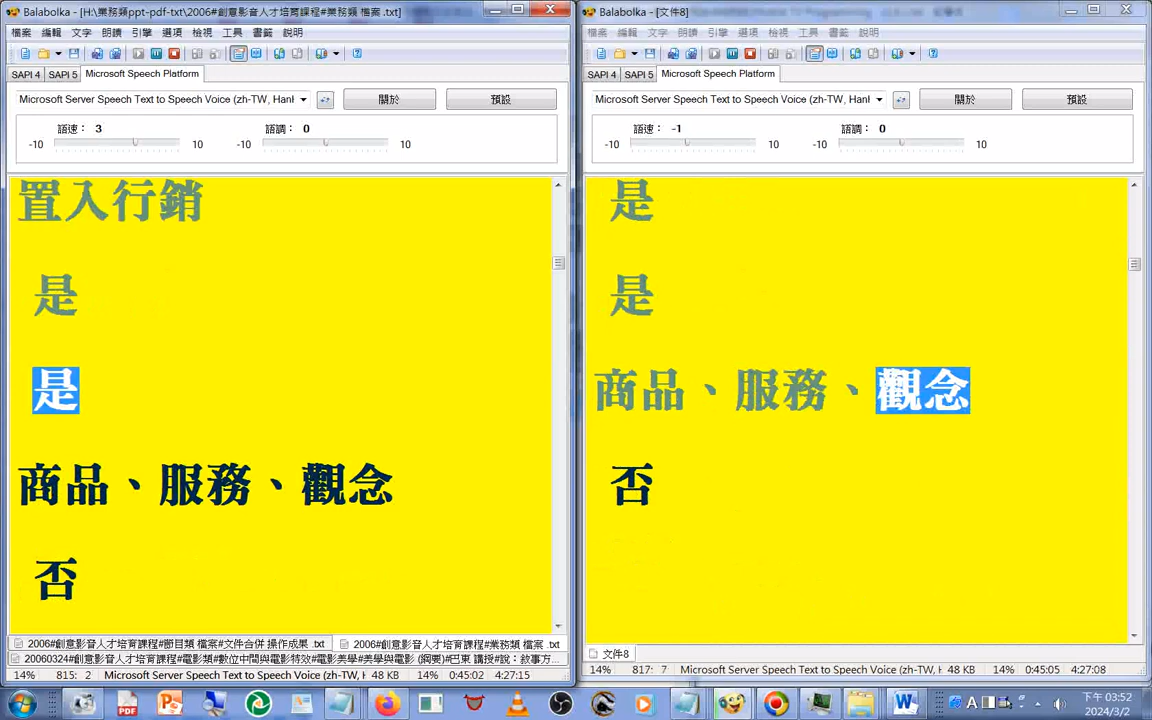 Balabolka - [H:\業務類ppt-pdf-txt\2006#創意影音人才培育課程#業務類 檔案 .txt]
檔案 編輯 文字 朗讀 引擎 選項 檢視 工具 書籤 說明
SAPI 4 SAPI 5 Microsoft Speech Platform
Microsoft Server Speech Text to Speech Voice (zh-TW, Hanl
關於 預設
語速： 3 語調： 0
-10 10 -10 10
置入行銷
是
是
商品、服務、觀念
否
2006#創意影音人才培育課程#節目類 檔案#文件合併 操作成果 .txt 2006#創意影音人才培育課程#業務類 檔案 .txt
20060324#創意影音人才培育課程#電影類#數位中間與電影特效#電影美學#美學與電影 (綱要)#巴東 講授#說：敘事方...
14% 815: 2 Microsoft Server Speech Text to Speech Voice (zh-TW, H 48 KB 14% 0:45:02 4:27:15
Balabolka - [文件8]
檔案 編輯 文字 朗讀 引擎 選項 檢視 工具 書籤 說明
SAPI 4 SAPI 5 Microsoft Speech Platform
Microsoft Server Speech Text to Speech Voice (zh-TW, Hanl
關於 預設
語速： -1 語調： 0
-10 10 -10 10
是
是
商品、服務、觀念
否
文件8
14% 817: 7 Microsoft Server Speech Text to Speech Voice (zh-TW, H 48 KB 14% 0:45:05 4:27:08
A 下午 03:52
2024/3/2